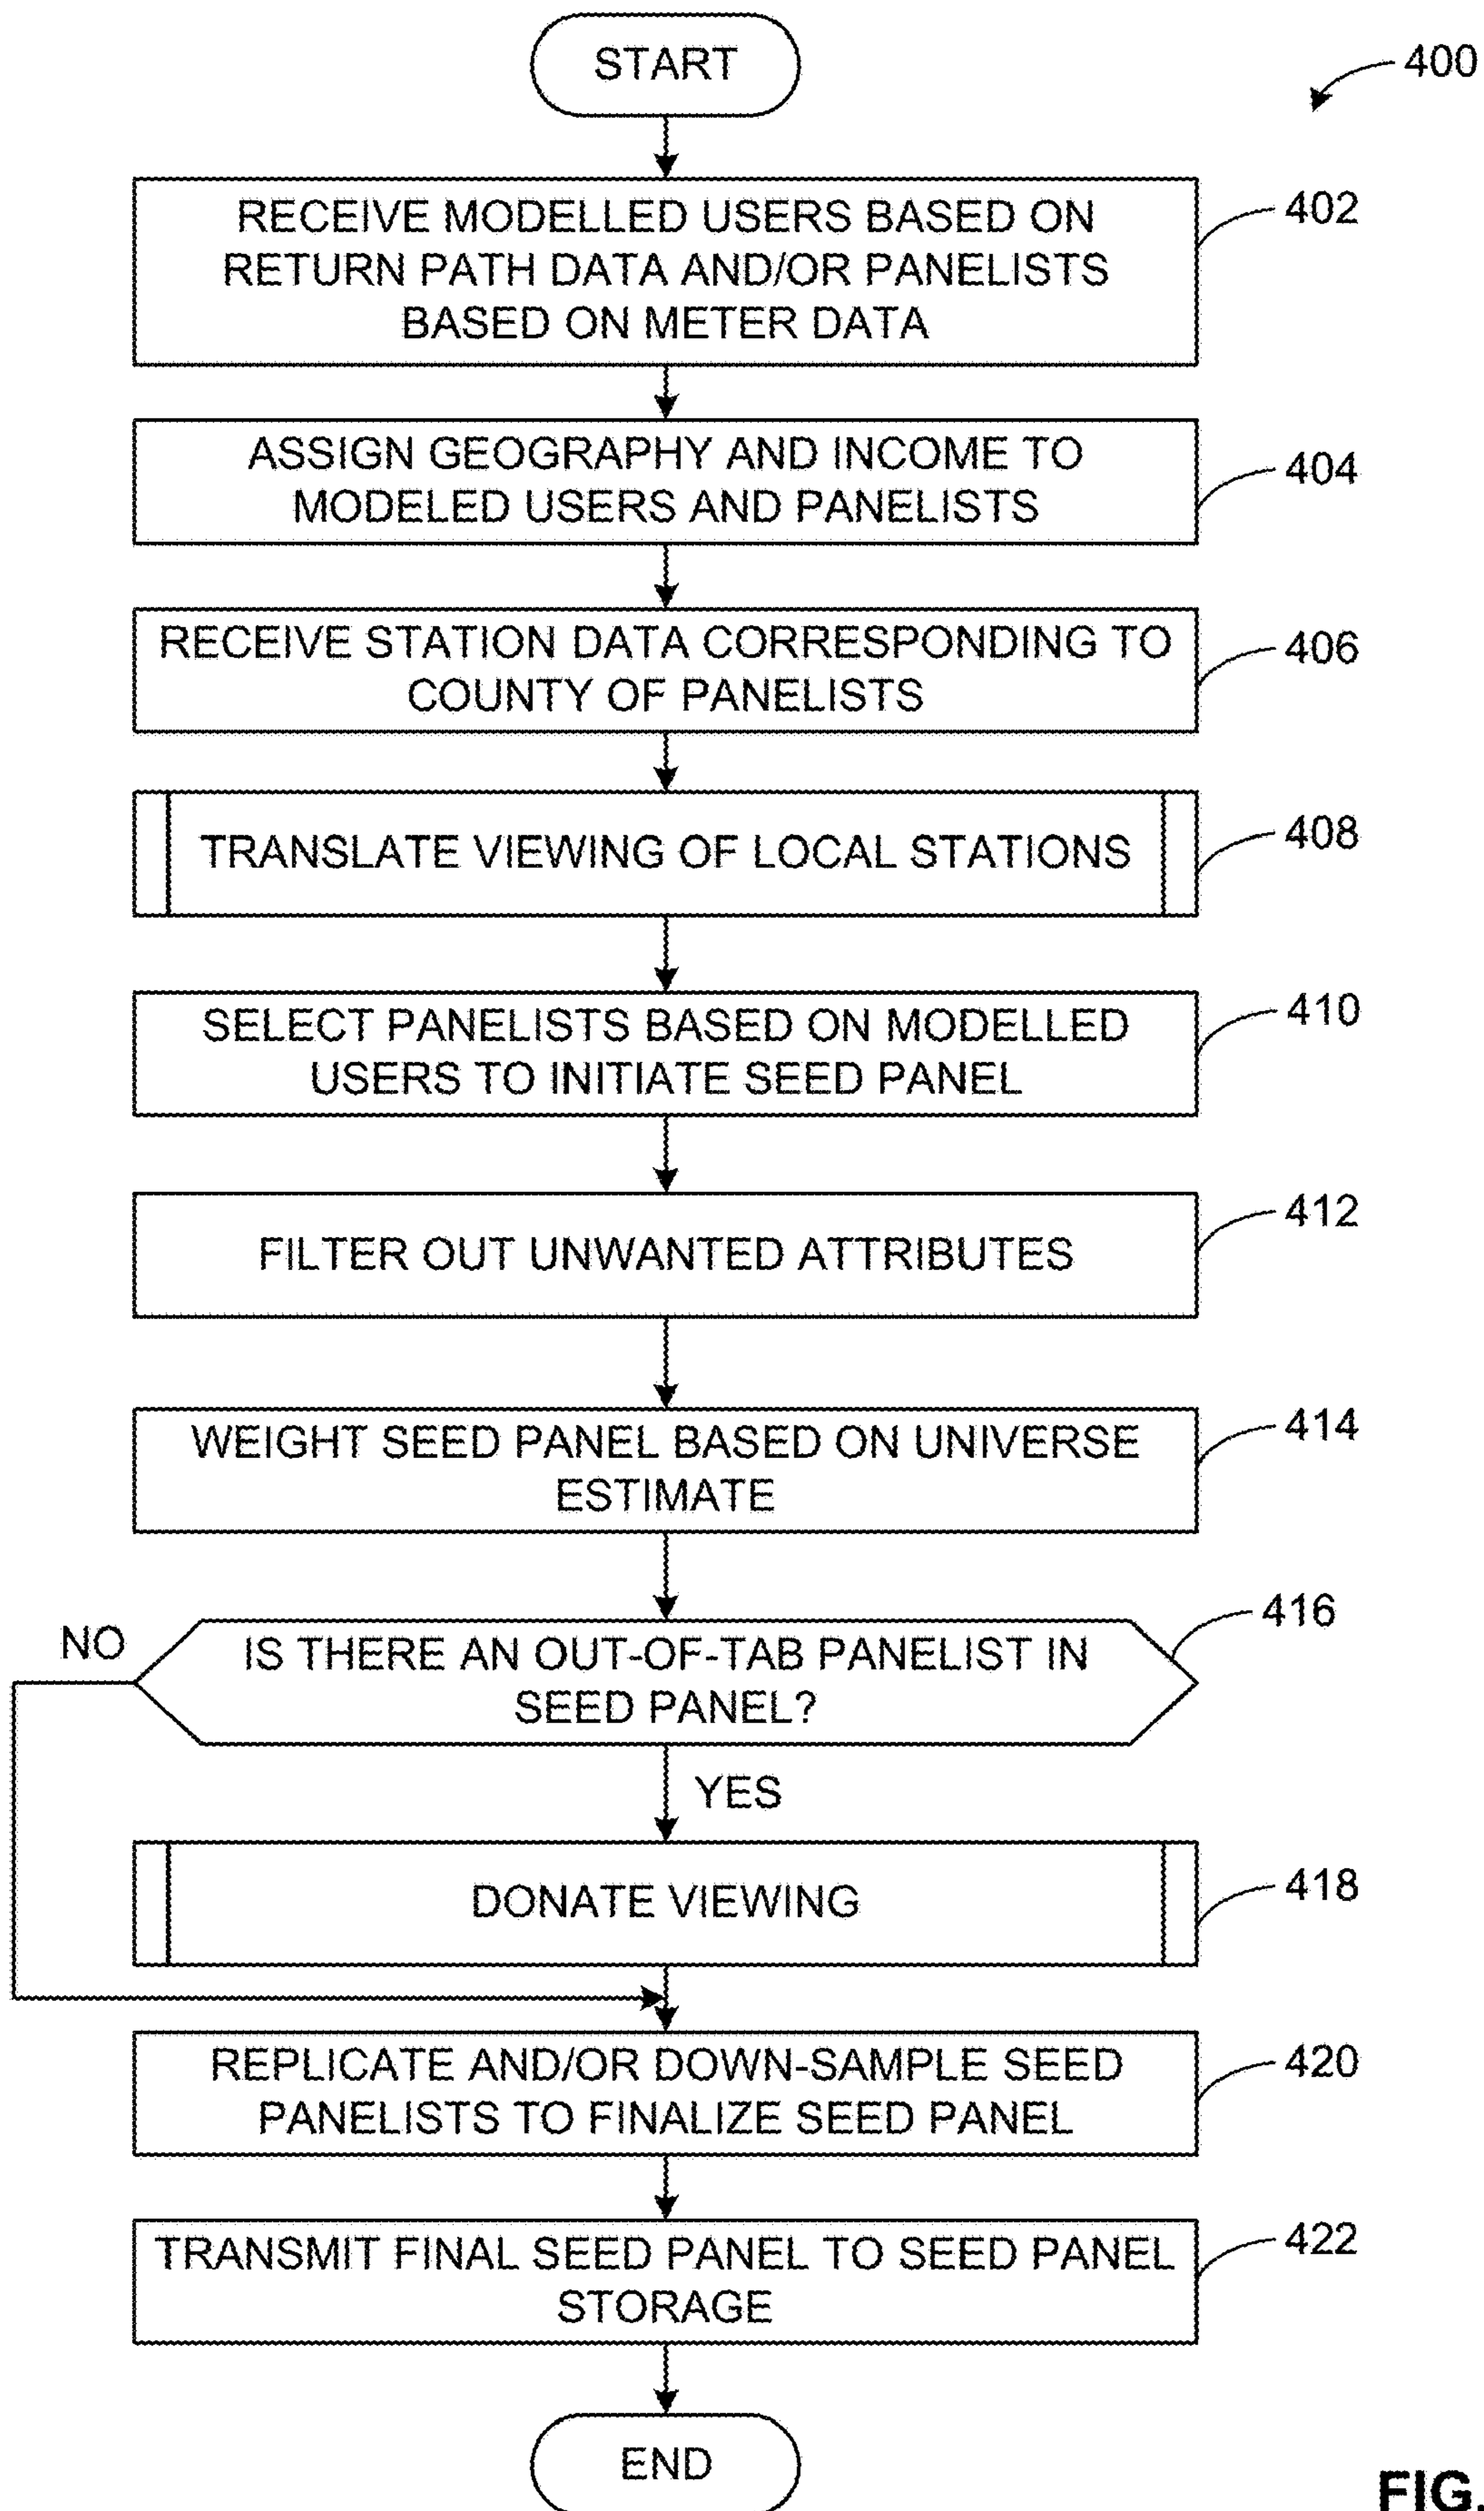 START
400
RECEIVE MODELLED USERS BASED ON
RETURN PATH DATA AND/OR PANELISTS
BASED ON METER DATA
402
ASSIGN GEOGRAPHY AND INCOME TO
MODELED USERS AND PANELISTS
404
RECEIVE STATION DATA CORRESPONDING TO
COUNTY OF PANELISTS
406
TRANSLATE VIEWING OF LOCAL STATIONS
408
SELECT PANELISTS BASED ON MODELLED
USERS TO INITIATE SEED PANEL
410
FILTER OUT UNWANTED ATTRIBUTES
412
WEIGHT SEED PANEL BASED ON UNIVERSE
ESTIMATE
414
IS THERE AN OUT-OF-TAB PANELIST IN
SEED PANEL?
416
NO
YES
DONATE VIEWING
418
REPLICATE AND/OR DOWN-SAMPLE SEED
PANELISTS TO FINALIZE SEED PANEL
420
TRANSMIT FINAL SEED PANEL TO SEED PANEL
STORAGE
422
END
FIG.